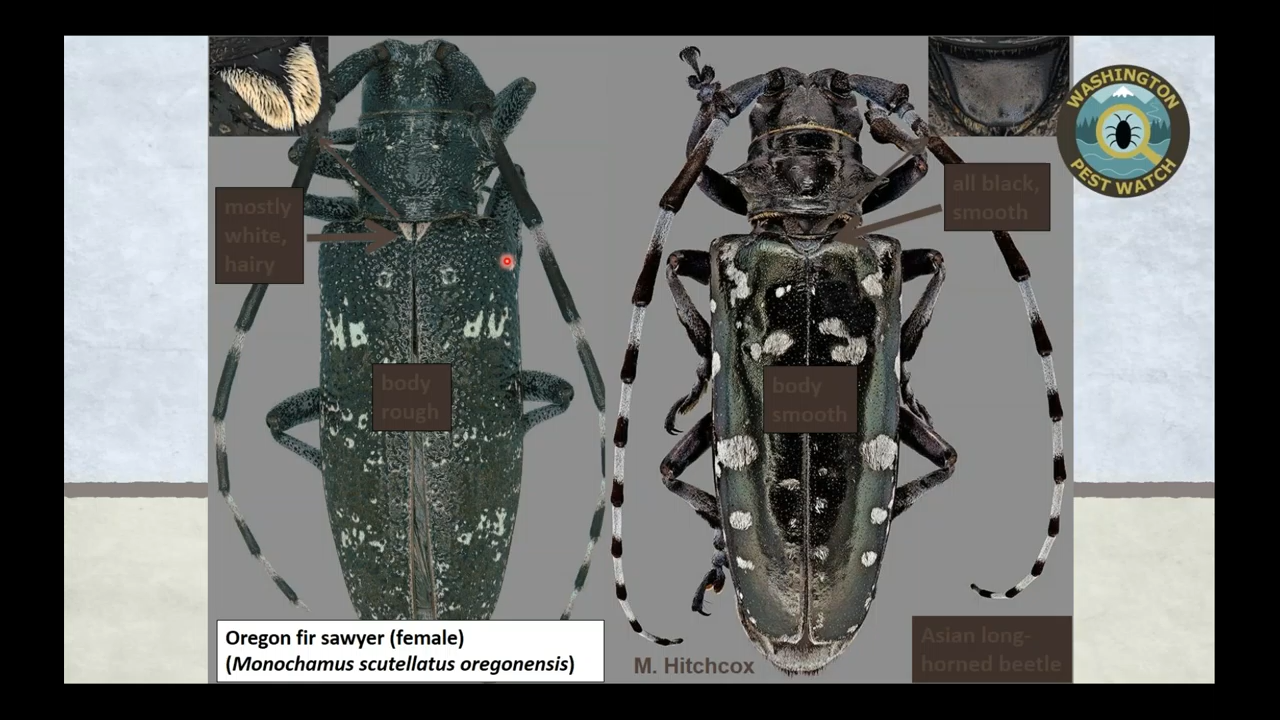 WASHINGTON
PEST WATCH
mostly
white,
hairy
all black,
smooth
body
rough
body
smooth
Oregon fir sawyer (female)
(Monochamus scutellatus oregonensis)
M. Hitchcox
Asian long-
horned beetle